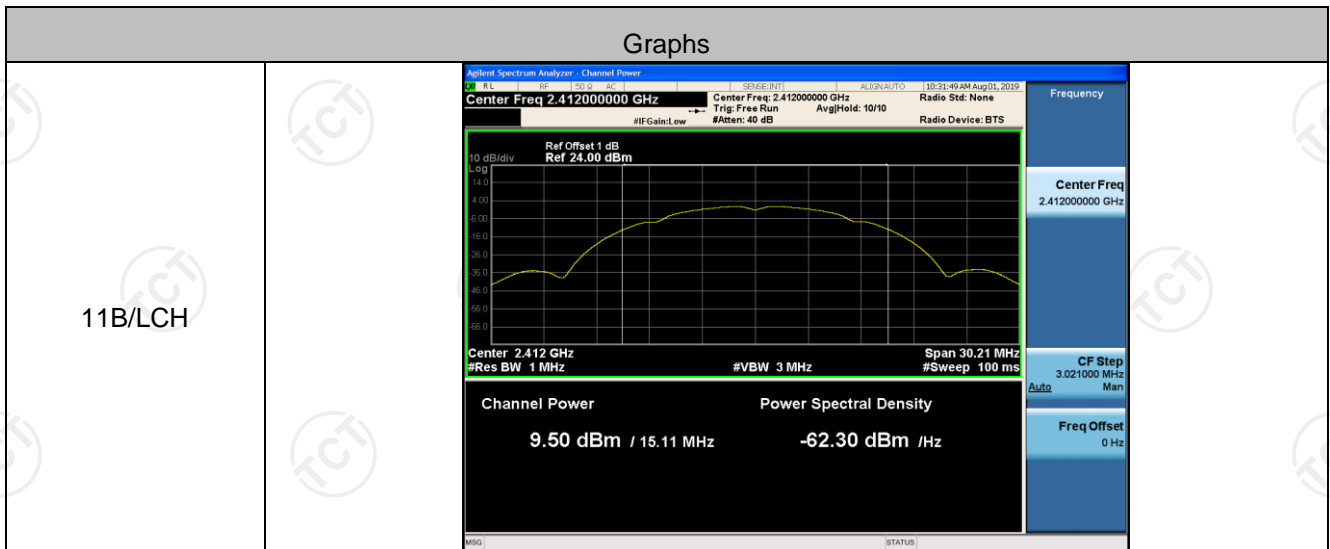 Graphs
11B/LCH
TCT
TCT
TCT
TCT
TCT
Agilent Spectrum Analyzer - Channel Power
RL RF 50 Ω AC SENSE:INT ALIGN AUTO 10:31:49 AM Aug 01, 2019
Center Freq 2.412000000 GHz
Center Freq: 2.412000000 GHz
Radio Std: None
Trig: Free Run Avg|Hold: 10/10
#IFGain:Low #Atten: 40 dB Radio Device: BTS
Ref Offset 1 dB
10 dB/div Ref 24.00 dBm
Log
14.0
4.00
-6.00
-16.0
-26.0
-36.0
-46.0
-56.0
-66.0
Center 2.412 GHz Span 30.21 MHz
#Res BW 1 MHz #VBW 3 MHz #Sweep 100 ms
Channel Power Power Spectral Density
9.50 dBm / 15.11 MHz -62.30 dBm /Hz
MSG STATUS
Frequency
Center Freq
2.412000000 GHz
CF Step
3.021000 MHz
Auto Man
Freq Offset
0 Hz